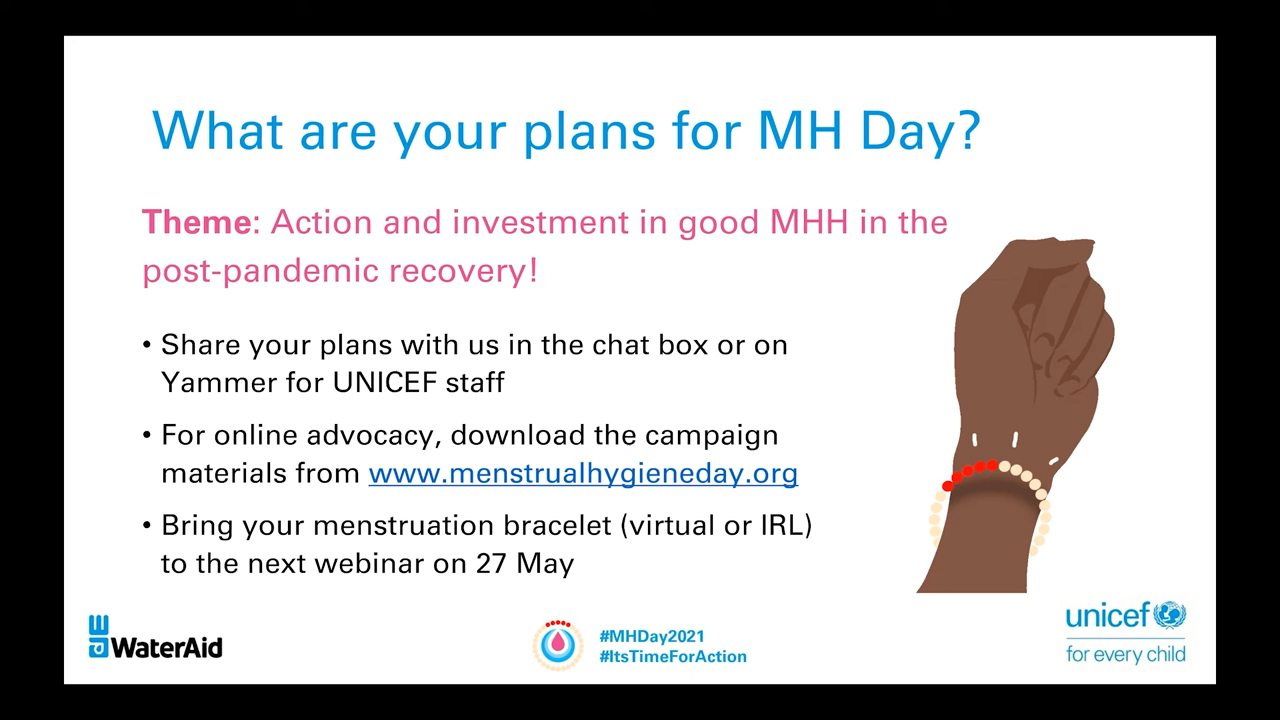 What are your plans for MH Day?
Theme: Action and investment in good MHH in the
post-pandemic recovery!
• Share your plans with us in the chat box or on
Yammer for UNICEF staff
• For online advocacy, download the campaign
materials from www.menstrualhygieneday.org
• Bring your menstruation bracelet (virtual or IRL)
to the next webinar on 27 May
WaterAid
#MHDay2021
#ItsTimeForAction
unicef
for every child